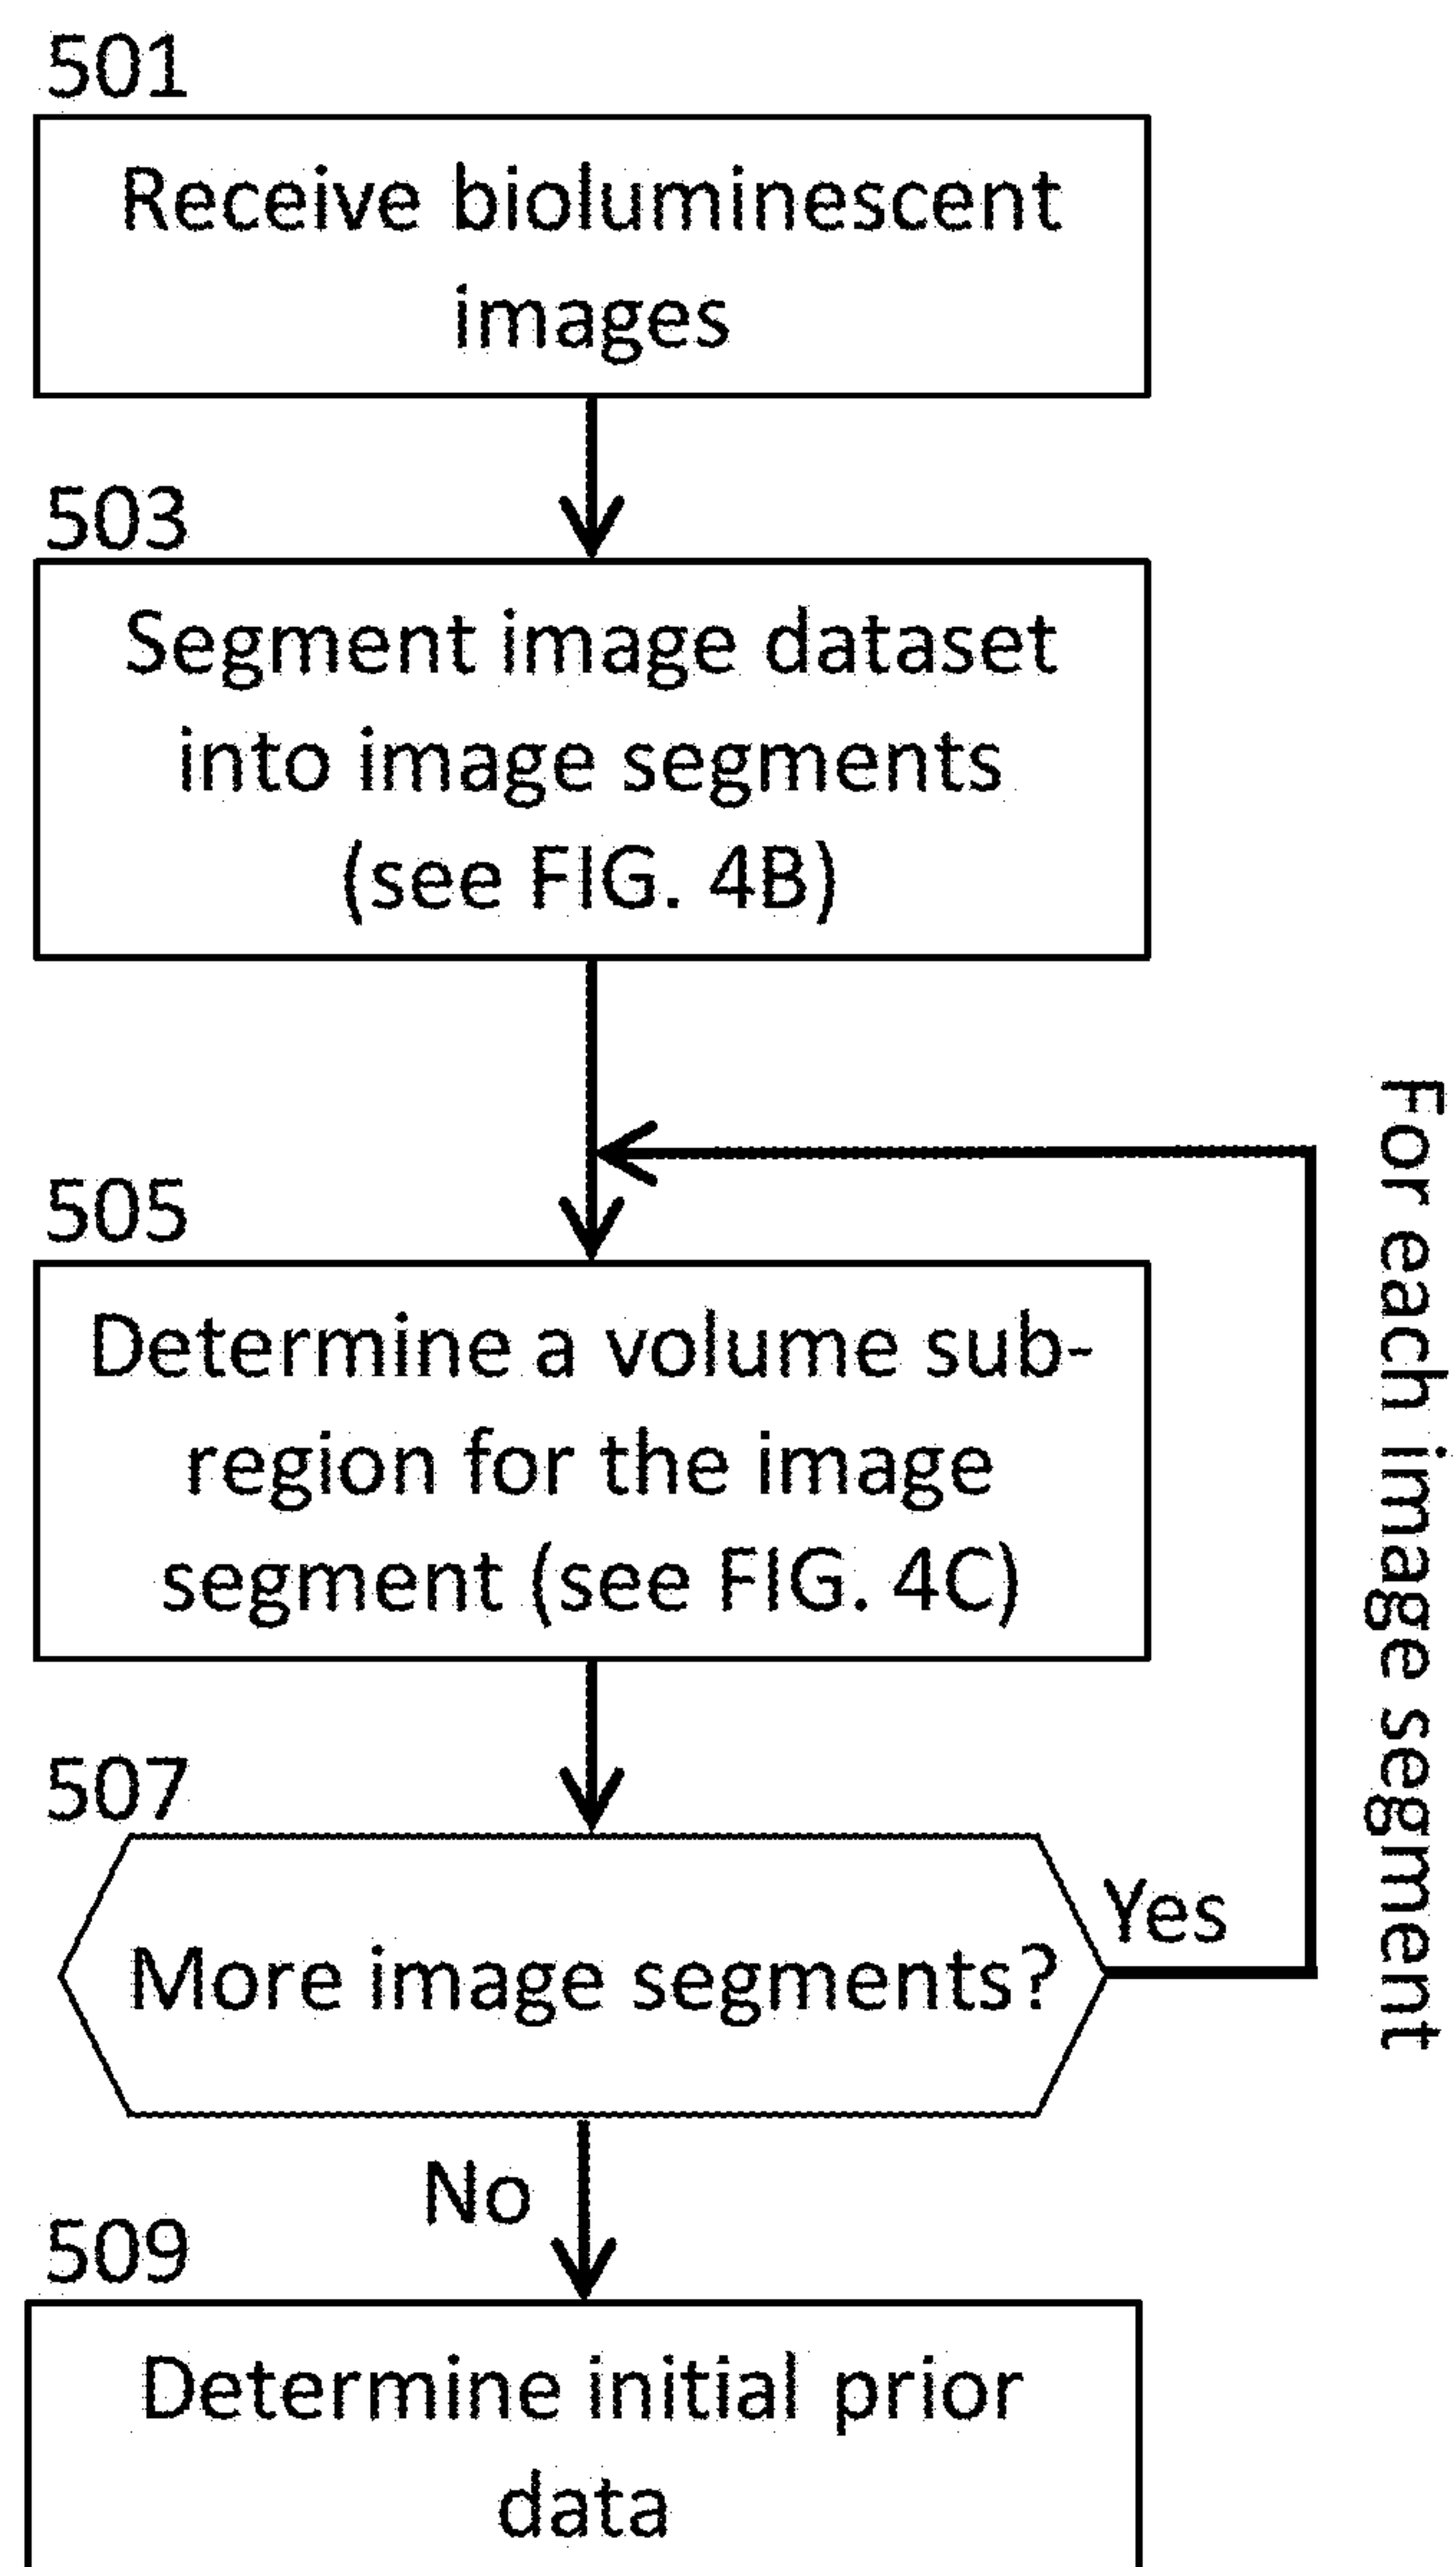 501
Receive bioluminescent
images
503
Segment image dataset
into image segments
(see FIG. 4B)
505
Determine a volume sub-
region for the image
segment (see FIG. 4C)
For each image segment
507
More image segments?
Yes
No
509
Determine initial prior
data